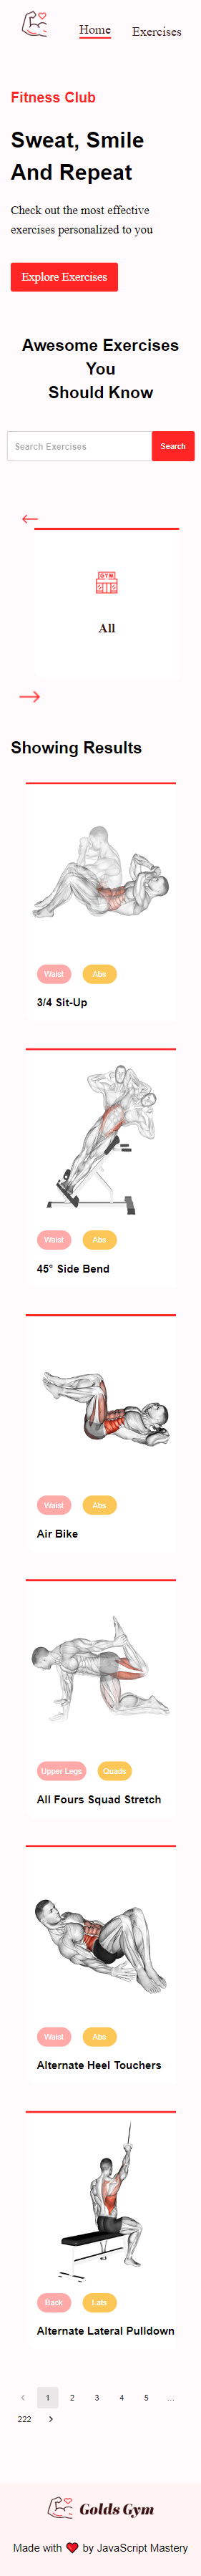 Home Exercises
Fitness Club
Sweat, Smile
And Repeat
Check out the most effective
exercises personalized to you
Explore Exercises
Awesome Exercises
You
Should Know
Search Exercises Search
GYM
All
Showing Results
Waist Abs
3/4 Sit-Up
Waist Abs
45° Side Bend
Waist Abs
Air Bike
Upper Legs Quads
All Fours Squad Stretch
Waist Abs
Alternate Heel Touchers
Back Lats
Alternate Lateral Pulldown
1 2 3 4 5 ...
222
Golds Gym
Made with ❤️ by JavaScript Mastery